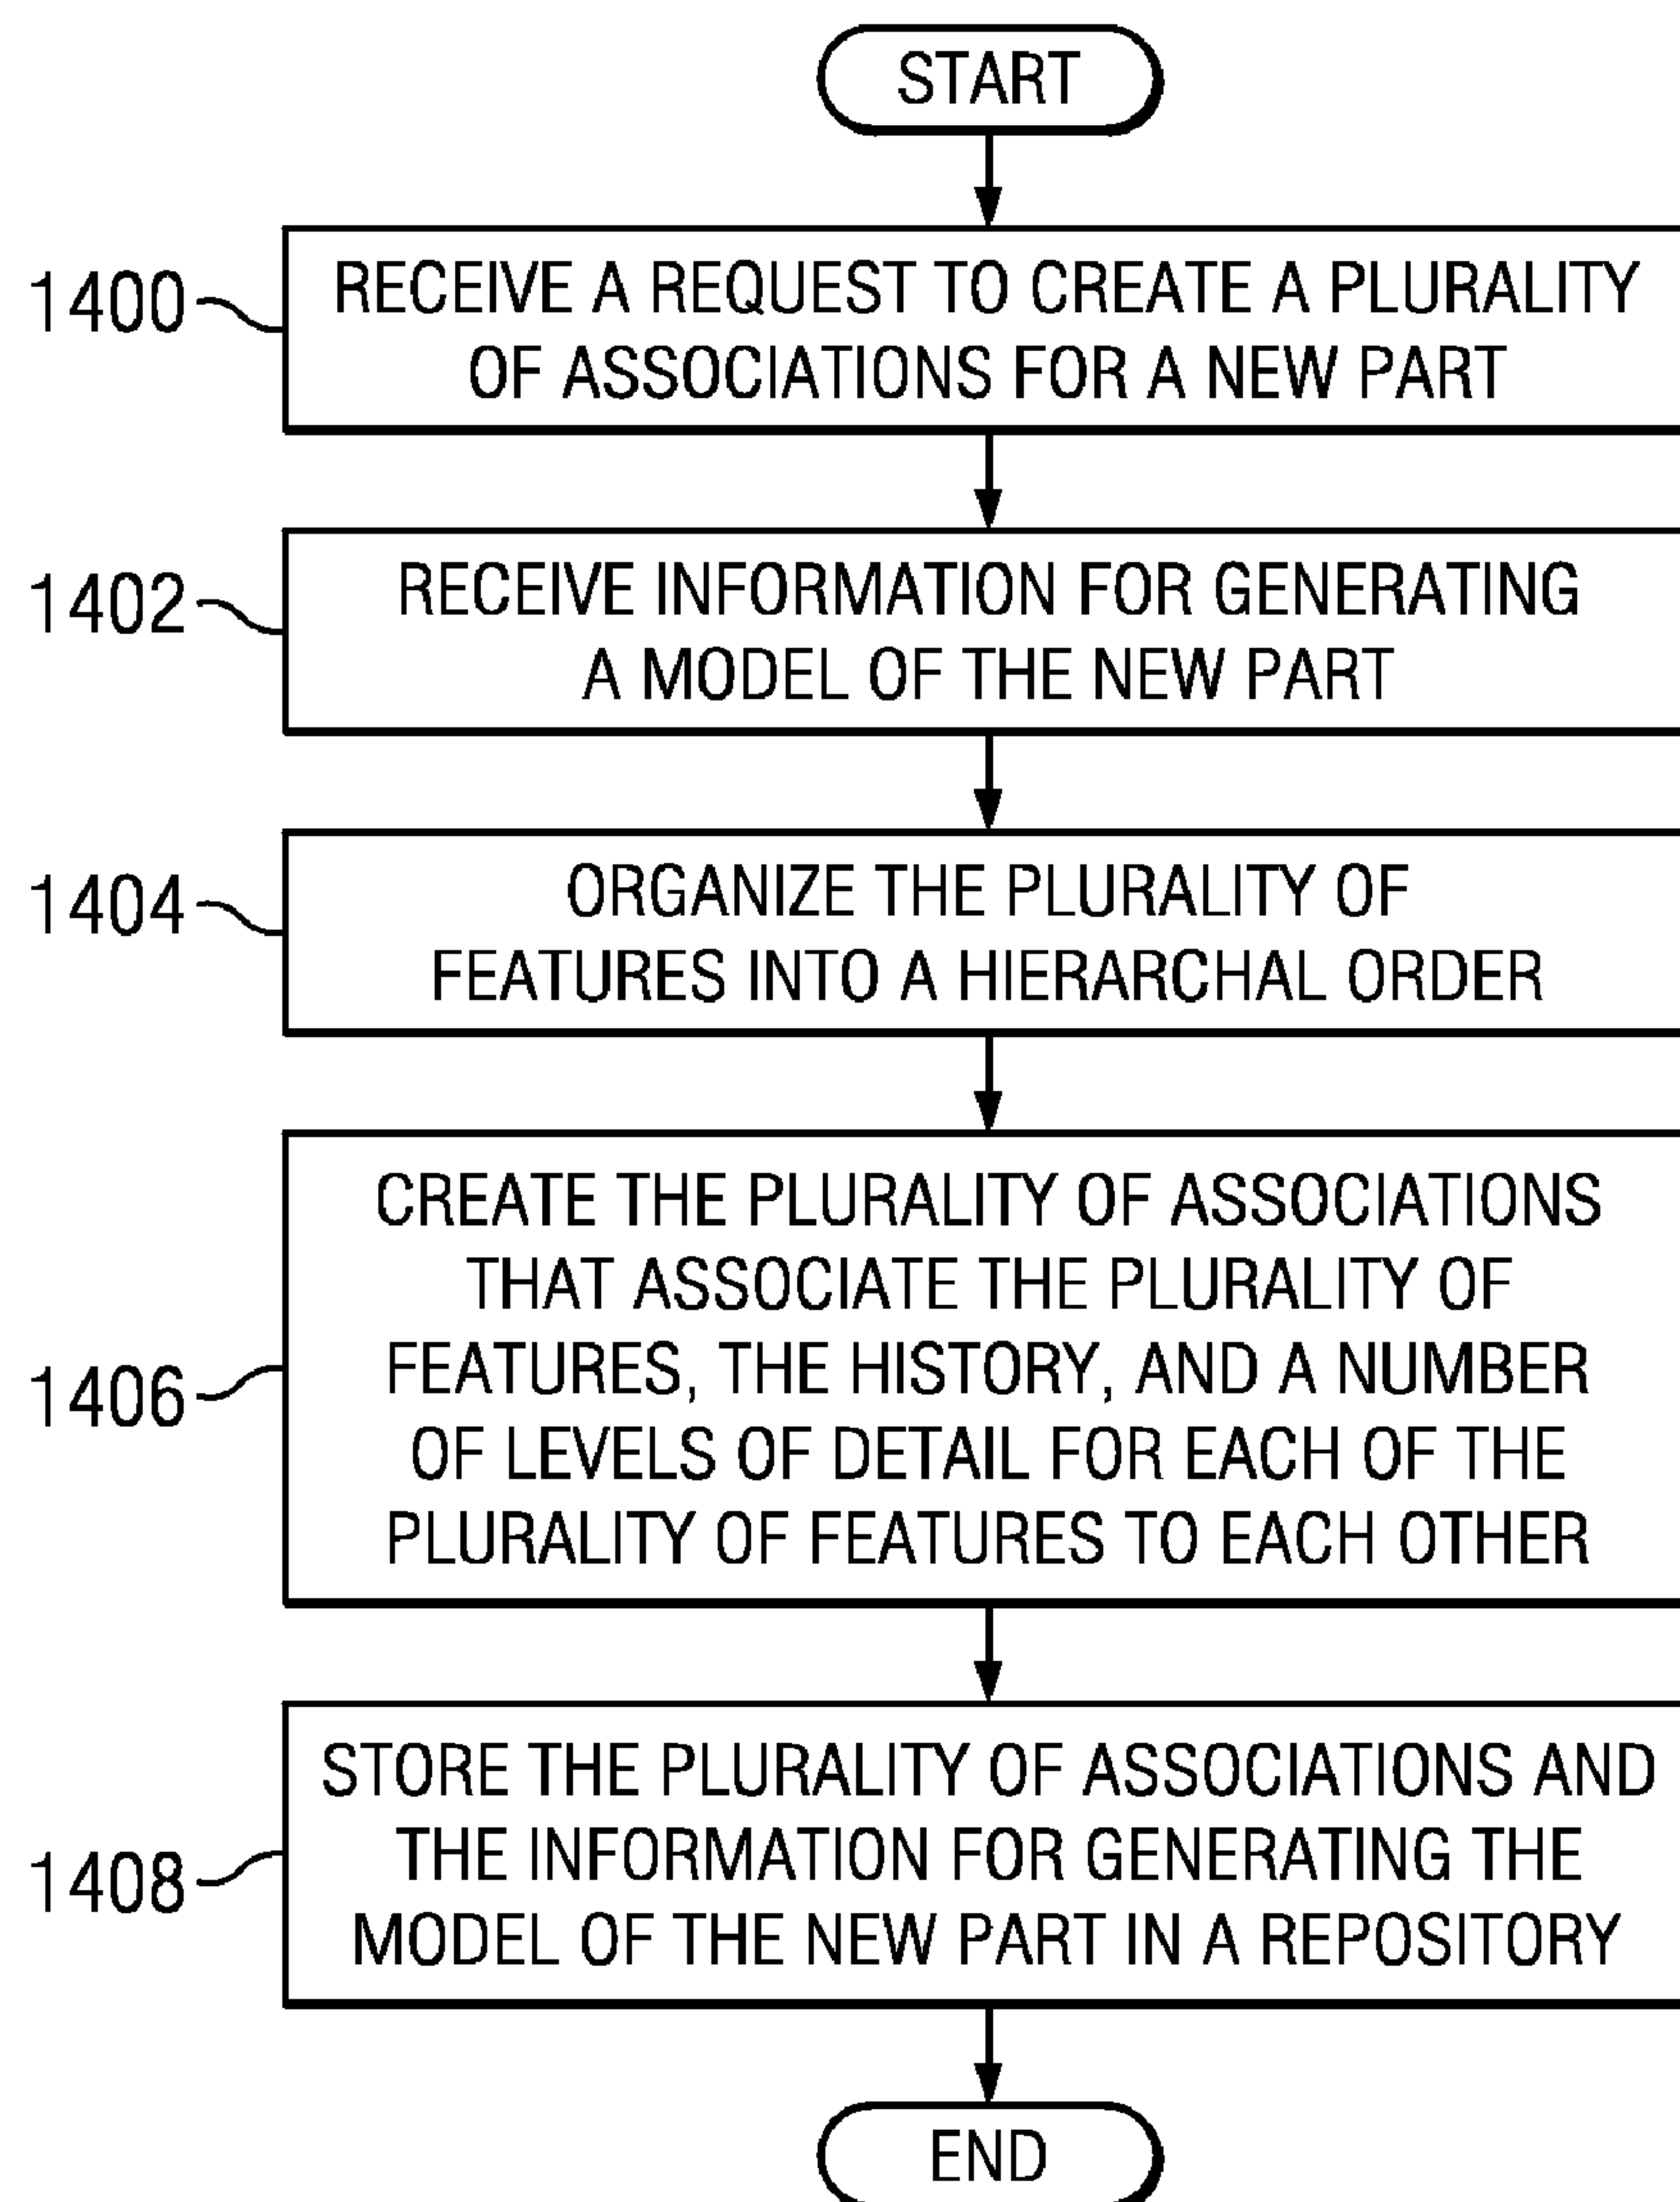 START
1400
RECEIVE A REQUEST TO CREATE A PLURALITY
OF ASSOCIATIONS FOR A NEW PART
1402
RECEIVE INFORMATION FOR GENERATING
A MODEL OF THE NEW PART
1404
ORGANIZE THE PLURALITY OF
FEATURES INTO A HIERARCHAL ORDER
1406
CREATE THE PLURALITY OF ASSOCIATIONS
THAT ASSOCIATE THE PLURALITY OF
FEATURES, THE HISTORY, AND A NUMBER
OF LEVELS OF DETAIL FOR EACH OF THE
PLURALITY OF FEATURES TO EACH OTHER
1408
STORE THE PLURALITY OF ASSOCIATIONS AND
THE INFORMATION FOR GENERATING THE
MODEL OF THE NEW PART IN A REPOSITORY
END